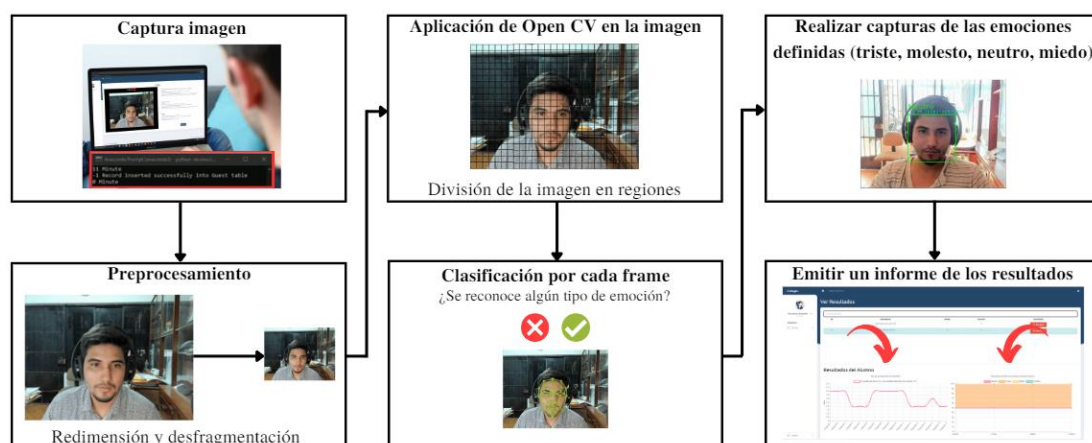 Captura imagen
11 Minute
-1 Record inserted successfully into Guest table
0 Minute
Preprocesamiento
Redimensión y desfragmentación
Aplicación de Open CV en la imagen
División de la imagen en regiones
Clasificación por cada frame
¿Se reconoce algún tipo de emoción?
Realizar capturas de las emociones
definidas (triste, molesto, neutro, miedo)
Emitir un informe de los resultados
Ver Resultados
Resultados del Alumno